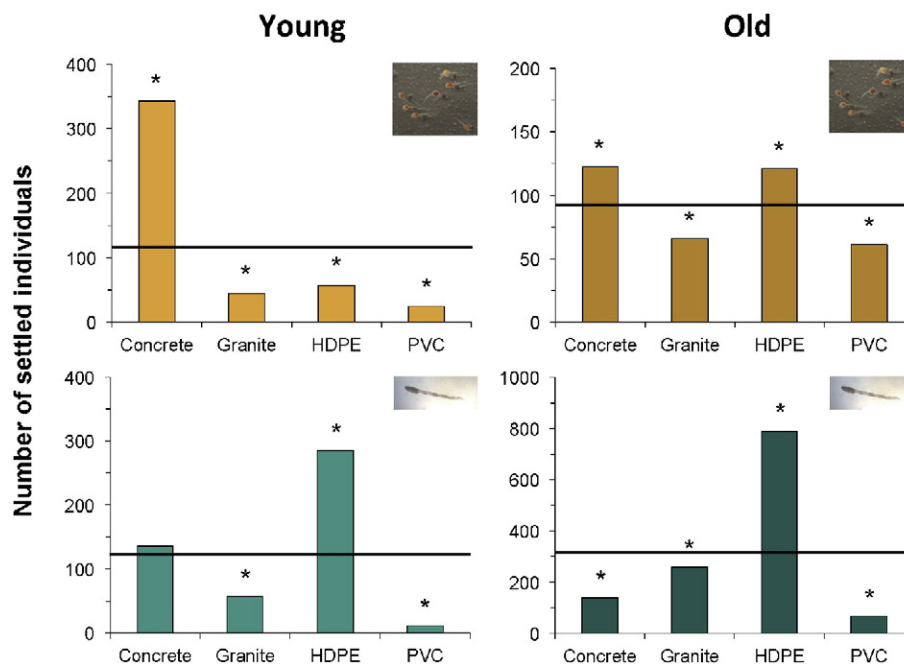 Young
Old
Number of settled individuals
400
300
200
100
0
*
*
*
*
Concrete
Granite
HDPE
PVC
200
150
100
50
0
*
*
*
*
Concrete
Granite
HDPE
PVC
400
300
200
100
0
*
*
*
Concrete
Granite
HDPE
PVC
1000
800
600
400
200
0
*
*
*
*
Concrete
Granite
HDPE
PVC